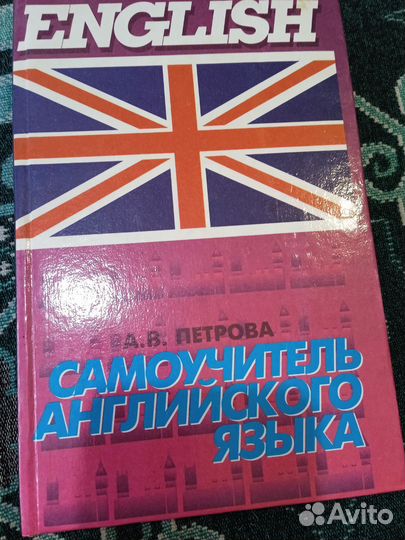 ENGLISH
А.В. ПЕТРОВА
САМОУЧИТЕЛЬ
АНГЛИЙСКОГО
ЯЗЫКА
Avito